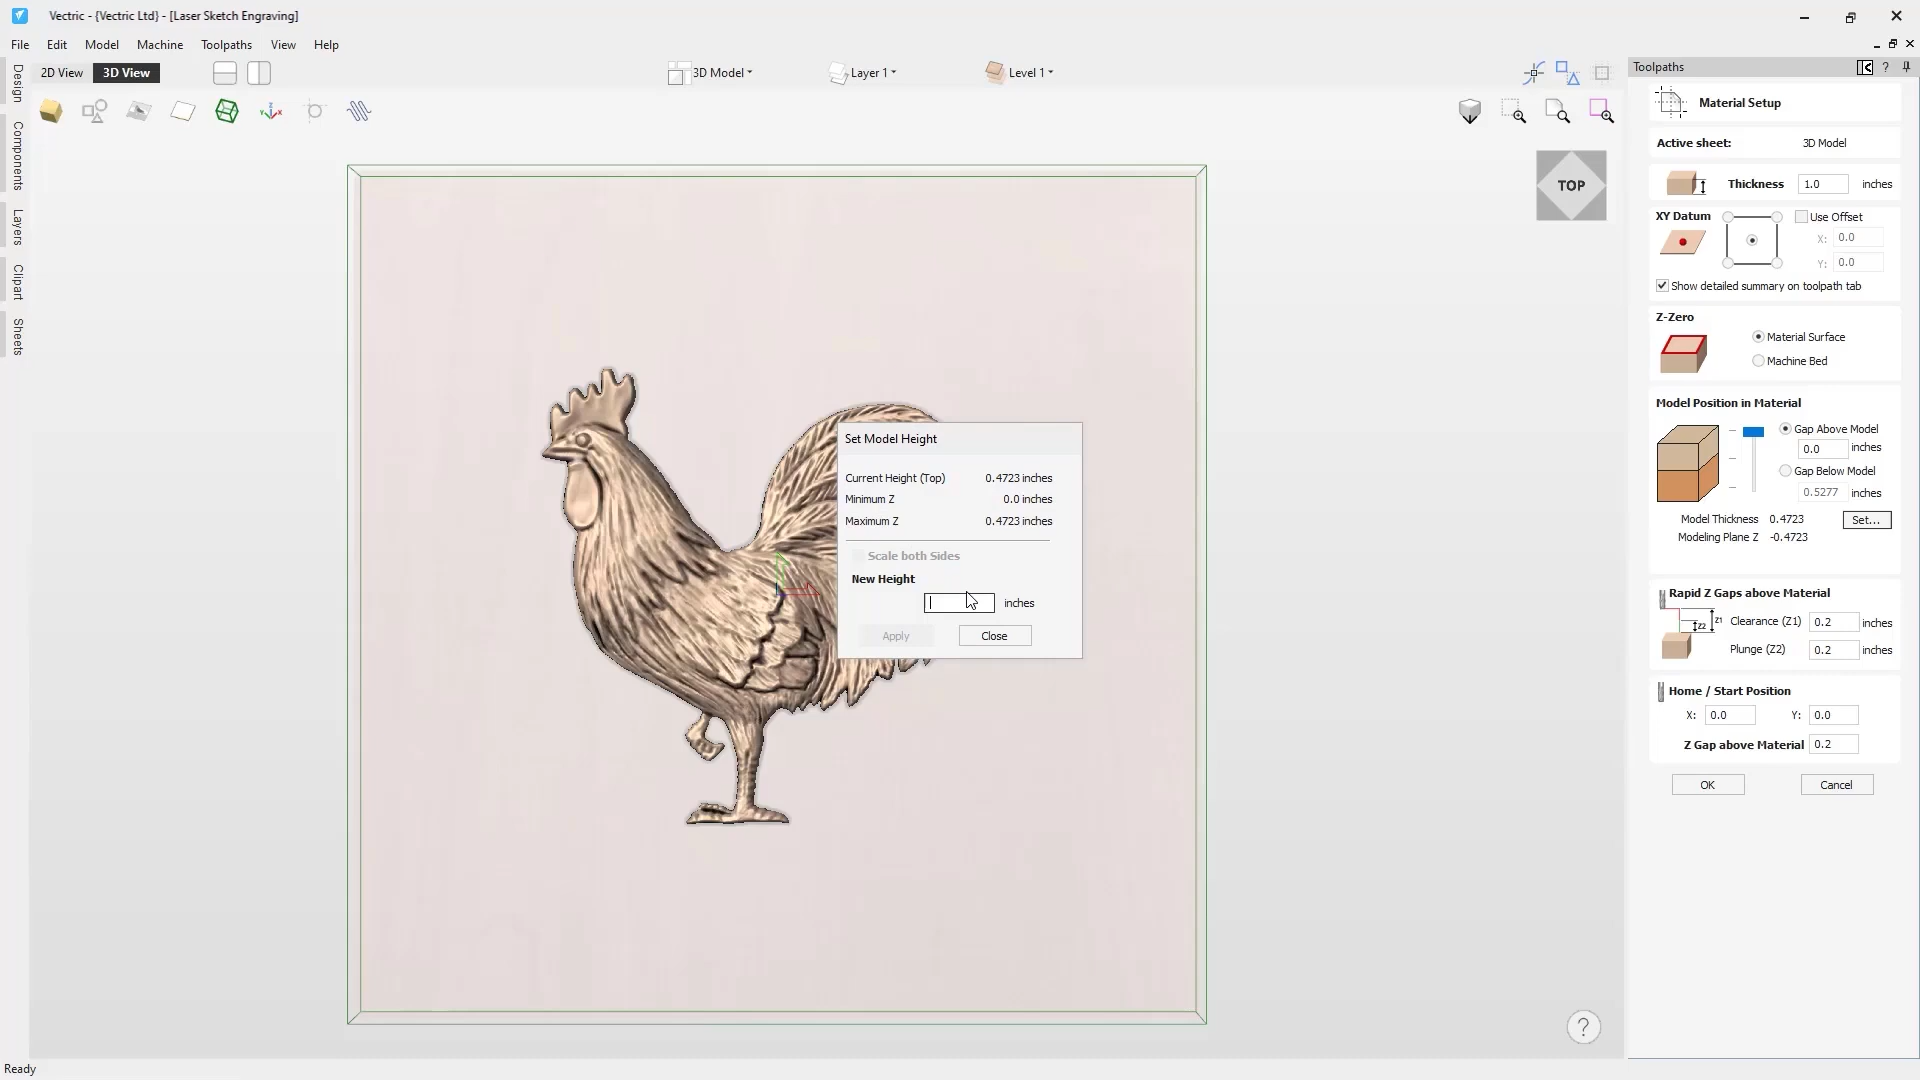 Vectric - {Vectric Ltd} - [Laser Sketch Engraving]
File Edit Model Machine Toolpaths View Help
2D View 3D View 3D Model Layer 1 Level 1
Design
Components
Layers
Clipart
Sheets
TOP
Set Model Height
Current Height (Top) 0.4723 inches
Minimum Z 0.0 inches
Maximum Z 0.4723 inches
Scale both Sides
New Height
inches
Apply Close
?
Ready
Toolpaths ?
Material Setup
Active sheet: 3D Model
Thickness 1.0 inches
XY Datum Use Offset
X: 0.0
Y: 0.0
Show detailed summary on toolpath tab
Z-Zero
Material Surface
Machine Bed
Model Position in Material
Gap Above Model
0.0 inches
Gap Below Model
0.5277 inches
Model Thickness 0.4723 Set...
Modeling Plane Z -0.4723
Rapid Z Gaps above Material
Z2 Z1 Clearance (Z1) 0.2 inches
Plunge (Z2) 0.2 inches
Home / Start Position
X: 0.0 Y: 0.0
Z Gap above Material 0.2
OK Cancel